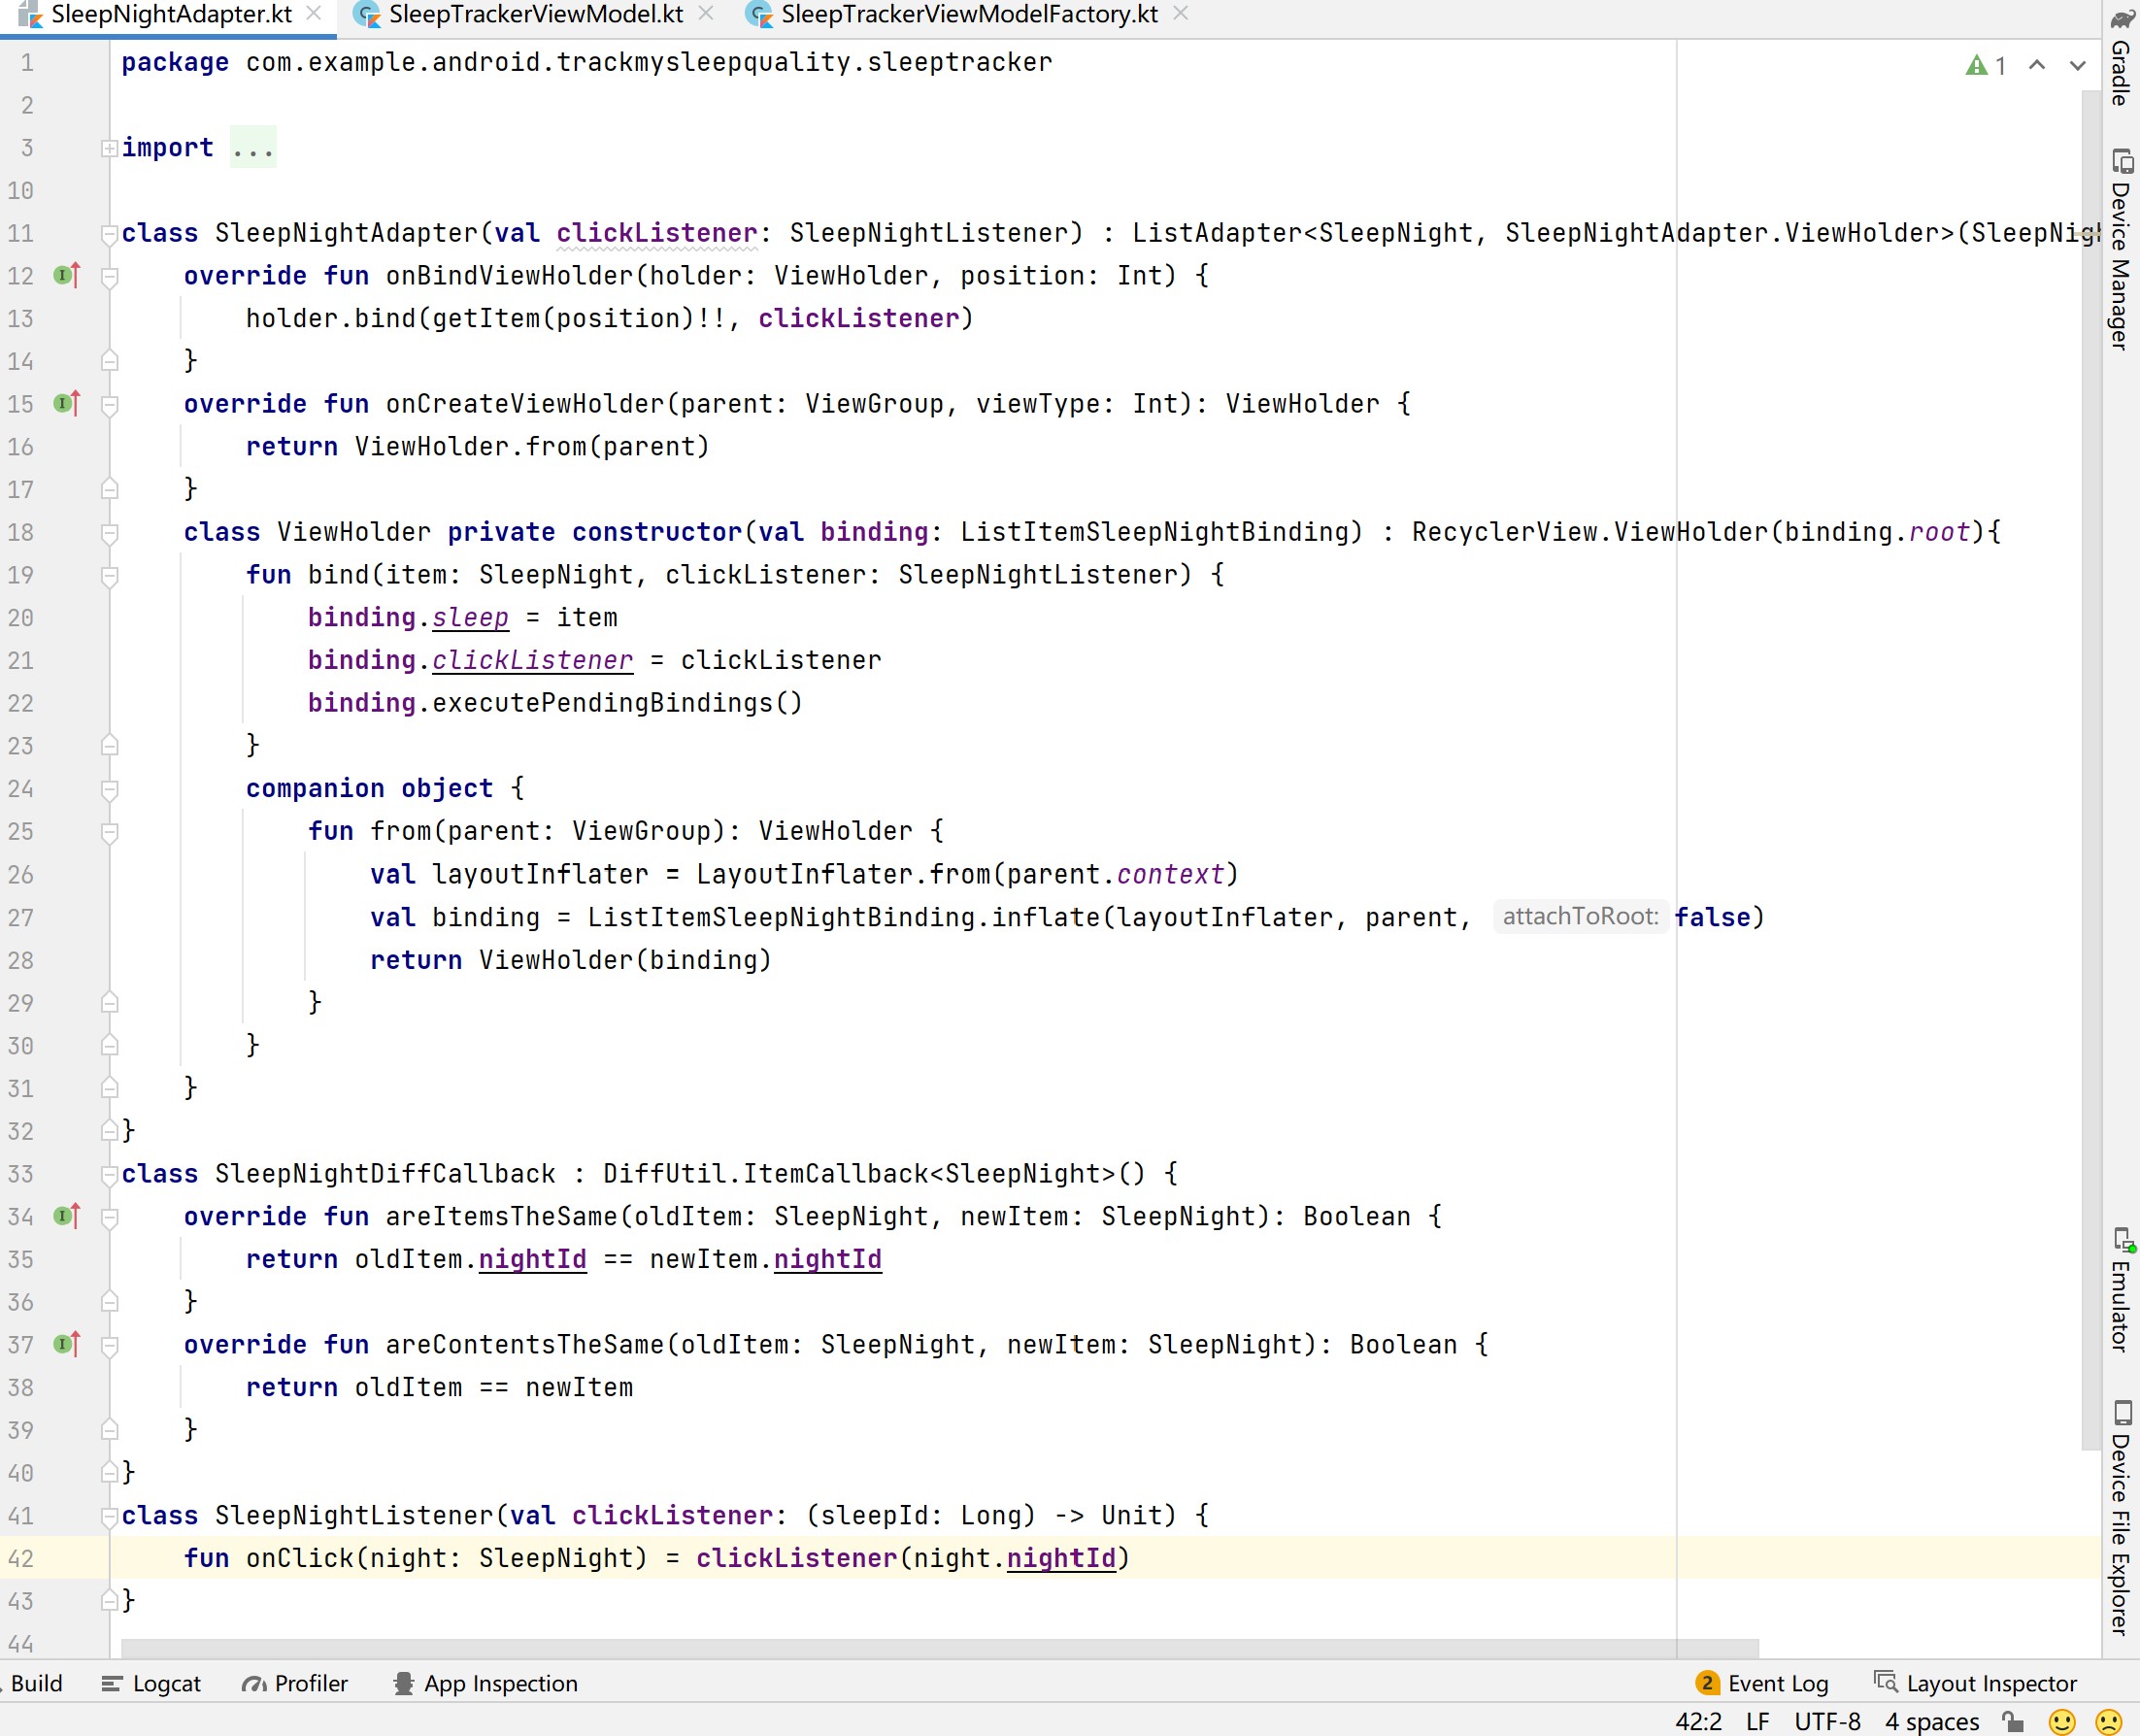 SleepNightAdapter.kt SleepTrackerViewModel.kt SleepTrackerViewModelFactory.kt
1 package com.example.android.trackmysleepquality.sleeptracker
1
2
3 import ...
10
11 class SleepNightAdapter(val clickListener: SleepNightListener) : ListAdapter<SleepNight, SleepNightAdapter.ViewHolder>(SleepNigh
12 override fun onBindViewHolder(holder: ViewHolder, position: Int) {
13 holder.bind(getItem(position)!!, clickListener)
14 }
15 override fun onCreateViewHolder(parent: ViewGroup, viewType: Int): ViewHolder {
16 return ViewHolder.from(parent)
17 }
18 class ViewHolder private constructor(val binding: ListItemSleepNightBinding) : RecyclerView.ViewHolder(binding.root){
19 fun bind(item: SleepNight, clickListener: SleepNightListener) {
20 binding.sleep = item
21 binding.clickListener = clickListener
22 binding.executePendingBindings()
23 }
24 companion object {
25 fun from(parent: ViewGroup): ViewHolder {
26 val layoutInflater = LayoutInflater.from(parent.context)
27 val binding = ListItemSleepNightBinding.inflate(layoutInflater, parent, attachToRoot: false)
28 return ViewHolder(binding)
29 }
30 }
31 }
32 }
33 class SleepNightDiffCallback : DiffUtil.ItemCallback<SleepNight>() {
34 override fun areItemsTheSame(oldItem: SleepNight, newItem: SleepNight): Boolean {
35 return oldItem.nightId == newItem.nightId
36 }
37 override fun areContentsTheSame(oldItem: SleepNight, newItem: SleepNight): Boolean {
38 return oldItem == newItem
39 }
40 }
41 class SleepNightListener(val clickListener: (sleepId: Long) -> Unit) {
42 fun onClick(night: SleepNight) = clickListener(night.nightId)
43 }
44
Gradle
Device Manager
Emulator
Device File Explorer
Build Logcat Profiler App Inspection 2 Event Log Layout Inspector
42:2 LF UTF-8 4 spaces